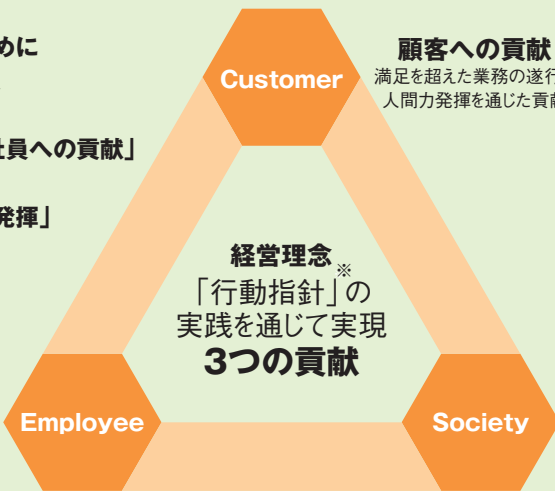 めに
社員への貢献」
発揮」
Customer
顧客への貢献
満足を超えた業務の遂行
人間力発揮を通じた貢献
経営理念※
「行動指針」の
実践を通じて実現
3つの貢献
Employee
Society